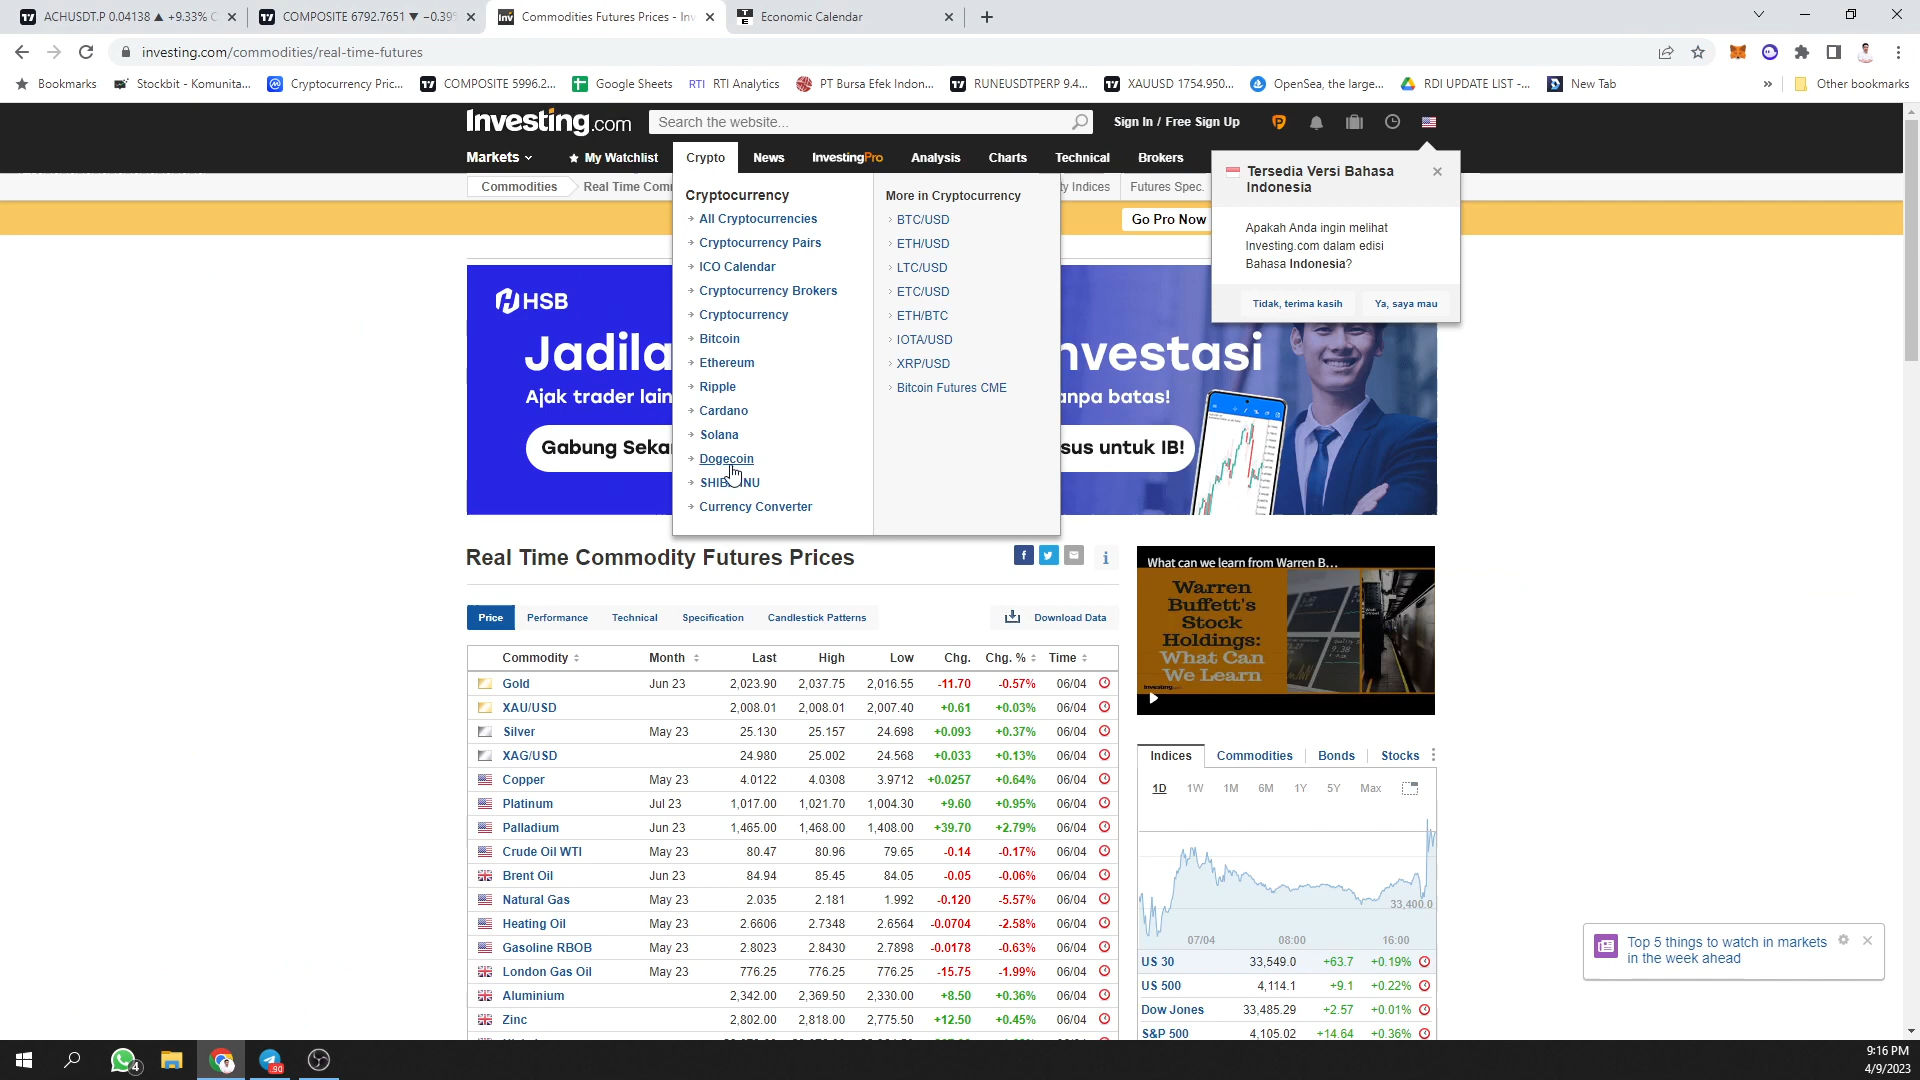 ACHUSDT.P 0.04138 ▲ +9.33% C
COMPOSITE 6792.7651 ▼ −0.39%
Commodities Futures Prices - Inv
Economic Calendar
investing.com/commodities/real-time-futures
Bookmarks
Stockbit - Komunita...
Cryptocurrency Pric...
COMPOSITE 5996.2...
Google Sheets
RTI RTI Analytics
PT Bursa Efek Indon...
RUNEUSDTPERP 9.4...
XAUUSD 1754.950...
OpenSea, the large...
RDI UPDATE LIST -...
New Tab
»
Other bookmarks
Investing.com
Search the website...
Sign In / Free Sign Up
Markets
My Watchlist
Crypto
News
InvestingPro
Analysis
Charts
Technical
Brokers
Commodities
Real Time Com
ty Indices
Futures Spec.
Go Pro Now
Cryptocurrency
All Cryptocurrencies
Cryptocurrency Pairs
ICO Calendar
Cryptocurrency Brokers
Cryptocurrency
Bitcoin
Ethereum
Ripple
Cardano
Solana
Dogecoin
Currency Converter
More in Cryptocurrency
BTC/USD
ETH/USD
LTC/USD
ETC/USD
ETH/BTC
IOTA/USD
XRP/USD
Bitcoin Futures CME
Tersedia Versi Bahasa
Indonesia
Apakah Anda ingin melihat
Investing.com dalam edisi
Bahasa Indonesia?
Tidak, terima kasih
Ya, saya mau
HSB
Jadila
nvestasi
Ajak trader lain
anpa batas!
Gabung Seka
sus untuk IB!
Real Time Commodity Futures Prices
Price Performance Technical Specification Candlestick Patterns Download Data
Commodity Month Last High Low Chg. Chg. % Time
Gold Jun 23 2,023.90 2,037.75 2,016.55 -11.70 -0.57% 06/04
XAU/USD 2,008.01 2,008.01 2,007.40 +0.61 +0.03% 06/04
Silver May 23 25.130 25.157 24.698 +0.093 +0.37% 06/04
XAG/USD 24.980 25.002 24.568 +0.033 +0.13% 06/04
Copper May 23 4.0122 4.0308 3.9712 +0.0257 +0.64% 06/04
Platinum Jul 23 1,017.00 1,021.70 1,004.30 +9.60 +0.95% 06/04
Palladium Jun 23 1,465.00 1,468.00 1,408.00 +39.70 +2.79% 06/04
Crude Oil WTI May 23 80.47 80.96 79.65 -0.14 -0.17% 06/04
Brent Oil Jun 23 84.94 85.45 84.05 -0.05 -0.06% 06/04
Natural Gas May 23 2.035 2.181 1.992 -0.120 -5.57% 06/04
Heating Oil May 23 2.6606 2.7348 2.6564 -0.0704 -2.58% 06/04
Gasoline RBOB May 23 2.8023 2.8430 2.7898 -0.0178 -0.63% 06/04
London Gas Oil May 23 776.25 776.25 776.25 -15.75 -1.99% 06/04
Aluminium 2,342.00 2,369.50 2,330.00 +8.50 +0.36% 06/04
Zinc 2,802.00 2,818.00 2,775.50 +12.50 +0.45% 06/04
What can we learn from Warren B...
Warren
Buffett's
Stock
Holdings:
What Can
We Learn
Indices Commodities Bonds Stocks
1D 1W 1M 6M 1Y 5Y Max
33,400.0
07/04 08:00 16:00
US 30 33,549.0 +63.7 +0.19%
US 500 4,114.1 +9.1 +0.22%
Dow Jones 33,485.29 +2.57 +0.01%
S&P 500 4,105.02 +14.64 +0.36%
Top 5 things to watch in markets
in the week ahead
4
90
9:16 PM
4/9/2023